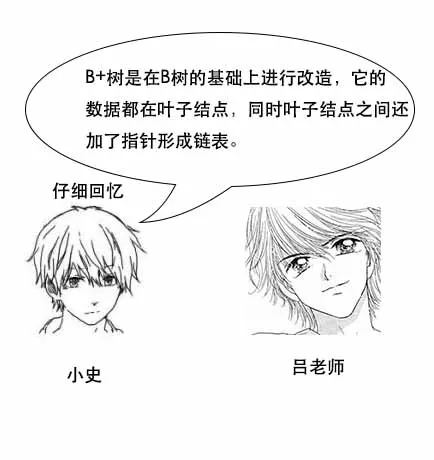 B+树是在B树的基础上进行改造，它的
数据都在叶子结点，同时叶子结点之间还
加了指针形成链表。
仔细回忆
小史
吕老师